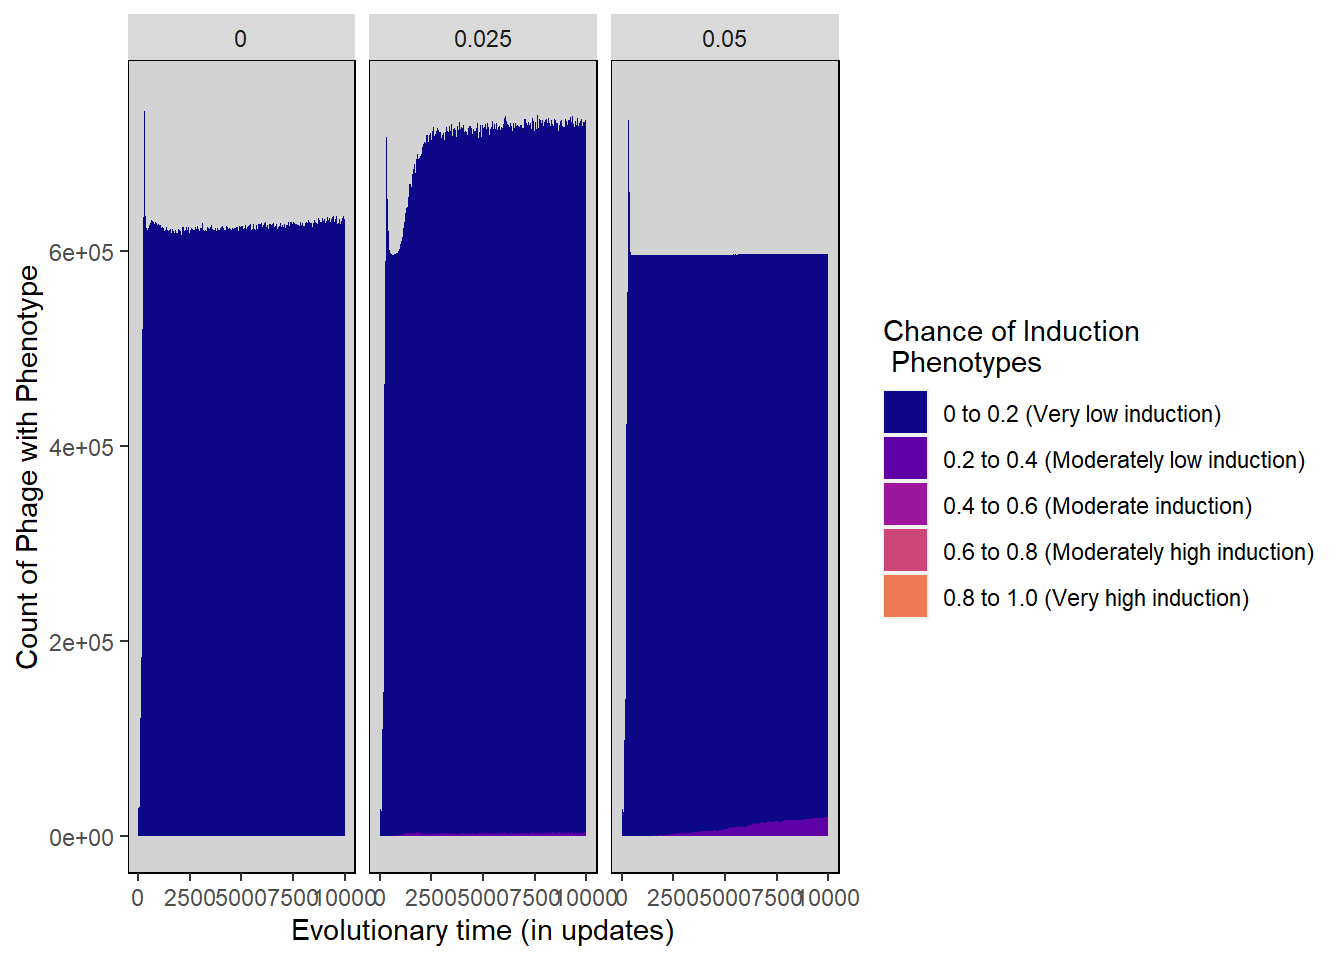 0
0.025
0.05
Count of Phage with Phenotype
6e+05
4e+05
2e+05
0e+00
0 2500 5000 7500 10000
0 2500 5000 7500 10000
0 2500 5000 7500 10000
Evolutionary time (in updates)
Chance of Induction
Phenotypes
0 to 0.2 (Very low induction)
0.2 to 0.4 (Moderately low induction)
0.4 to 0.6 (Moderate induction)
0.6 to 0.8 (Moderately high induction)
0.8 to 1.0 (Very high induction)